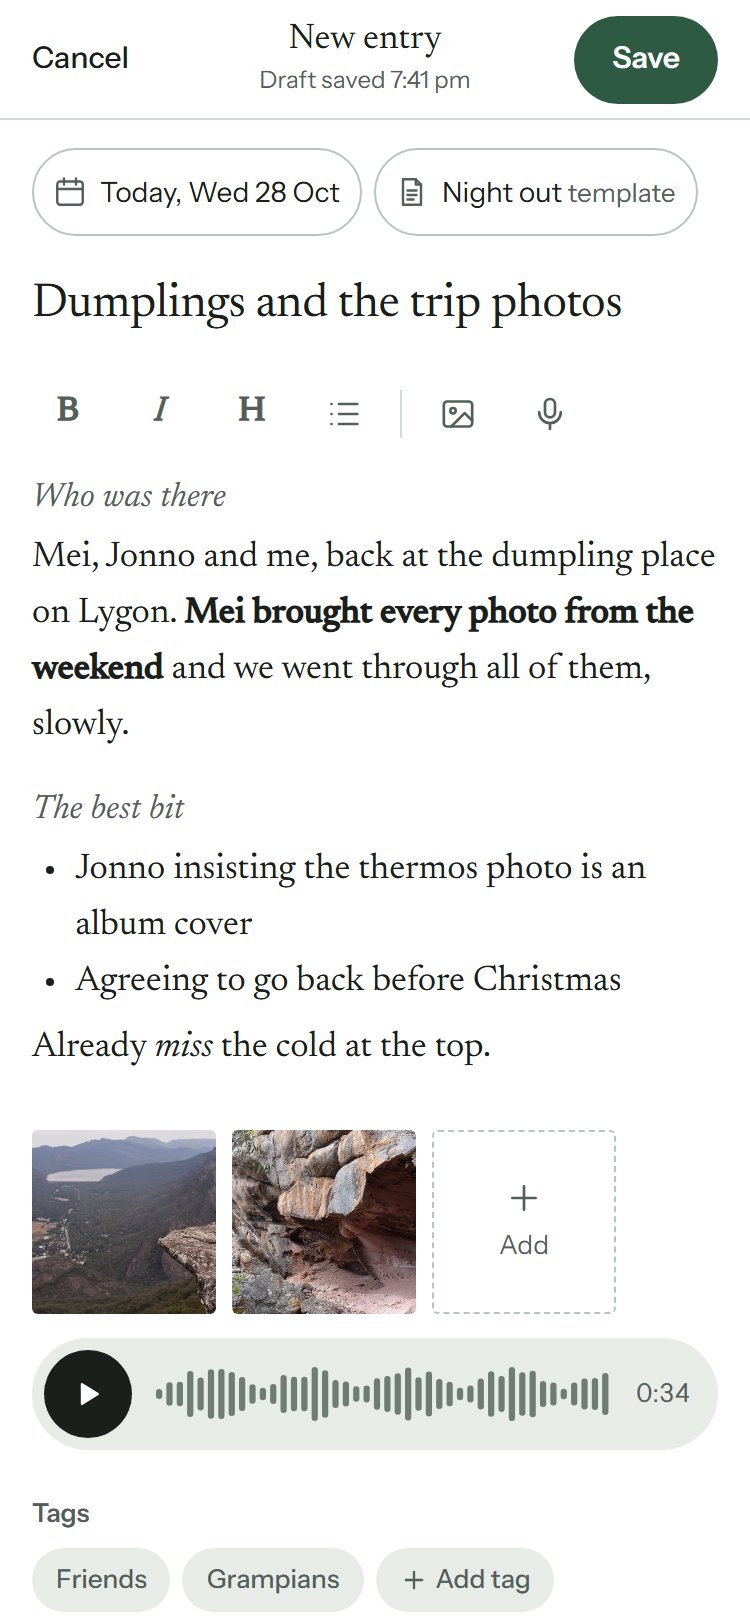 Cancel
New entry
Draft saved 7:41 pm
Save
Today, Wed 28 Oct
Night out template
Dumplings and the trip photos
B I H
Who was there
Mei, Jonno and me, back at the dumpling place
on Lygon. Mei brought every photo from the
weekend and we went through all of them,
slowly.
The best bit
• Jonno insisting the thermos photo is an
album cover
• Agreeing to go back before Christmas
Already miss the cold at the top.
+
Add
0:34
Tags
Friends
Grampians
+ Add tag